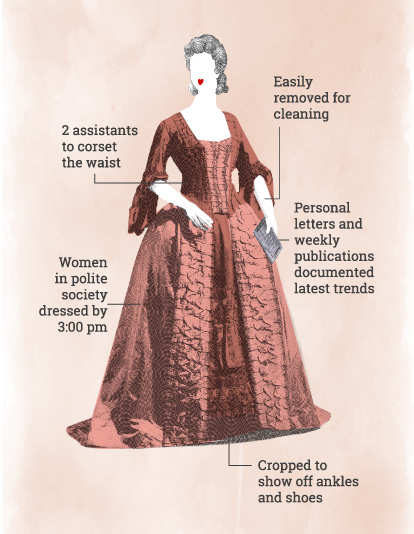 Easily
removed for
cleaning
2 assistants
to corset
the waist
Personal
letters and
weekly
publications
documented
latest trends
Women
in polite
society
dressed by
3:00 pm
Cropped to
show off ankles
and shoes